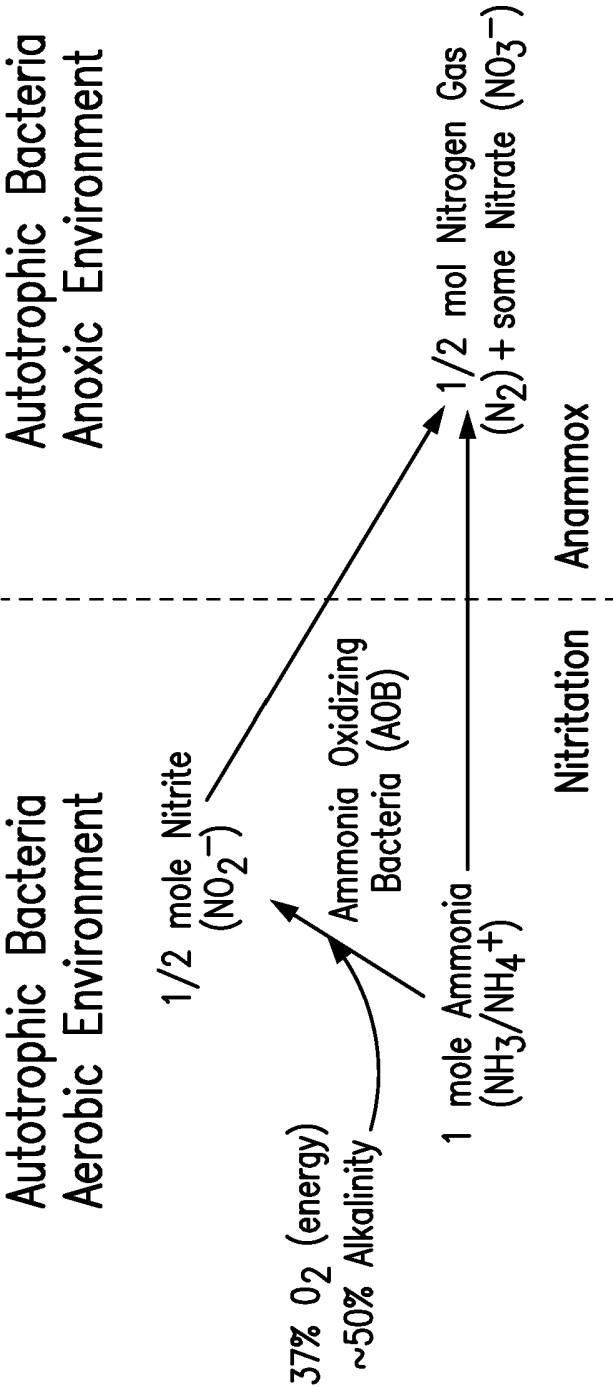 Autotrophic Bacteria
Aerobic Environment
Autotrophic Bacteria
Anoxic Environment
1/2 mole Nitrite
(NO₂⁻)
37% O₂ (energy)
~50% Alkalinity
Ammonia Oxidizing
Bacteria (AOB)
1 mole Ammonia
(NH₃/NH₄⁺)
1/2 mol Nitrogen Gas
(N₂) + some Nitrate (NO₃⁻)
Nitritation
Anammox